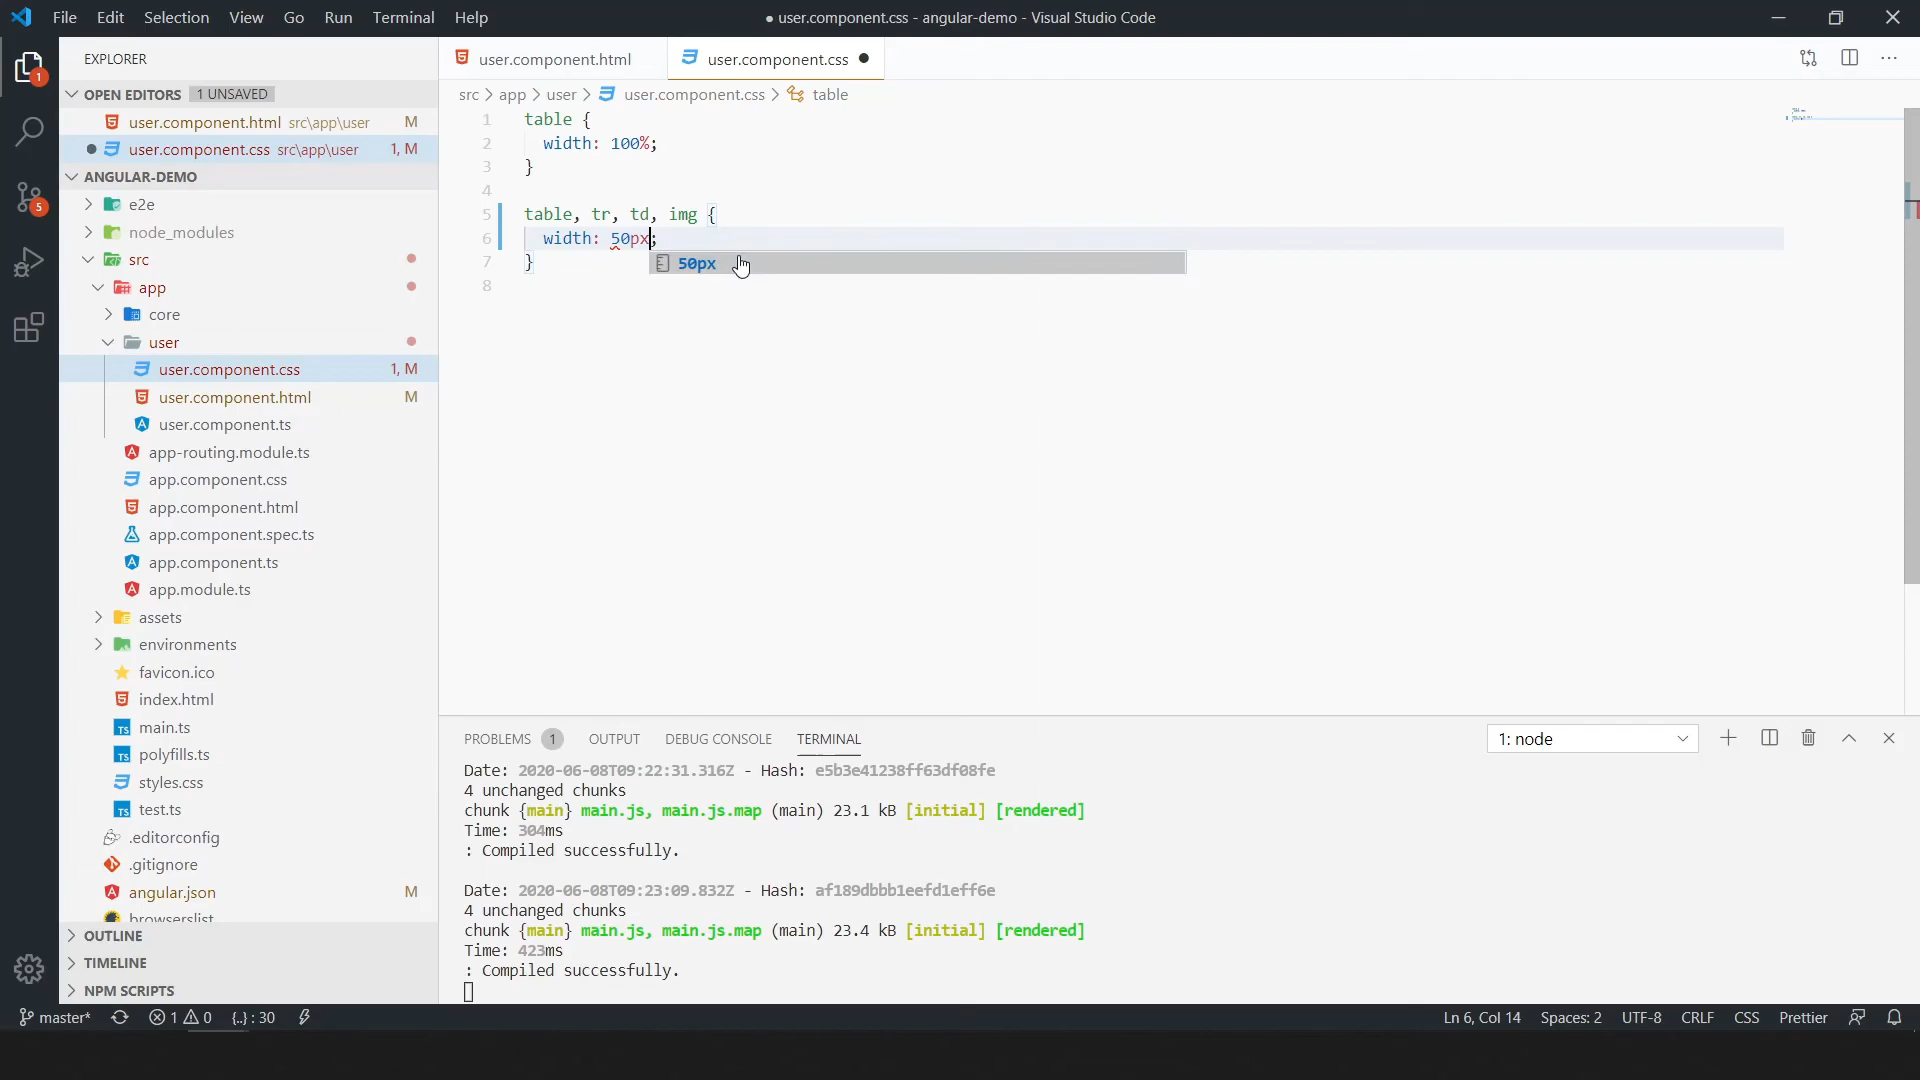 File Edit Selection View Go Run Terminal Help
● user.component.css - angular-demo - Visual Studio Code
EXPLORER
OPEN EDITORS 1 UNSAVED
user.component.html src\app\user M
● user.component.css src\app\user 1, M
ANGULAR-DEMO
e2e
node_modules
src
app
core
user
user.component.css 1, M
user.component.html M
user.component.ts
app-routing.module.ts
app.component.css
app.component.html
app.component.spec.ts
app.component.ts
app.module.ts
assets
environments
favicon.ico
index.html
main.ts
polyfills.ts
styles.css
test.ts
.editorconfig
.gitignore
angular.json M
browserslist
OUTLINE
TIMELINE
NPM SCRIPTS
1
5
user.component.html
user.component.css ●
src > app > user > user.component.css > table
1 table {
2 width: 100%;
3 }
4
5 table, tr, td, img {
6 width: 50px;
7 }
8
50px
PROBLEMS 1 OUTPUT DEBUG CONSOLE TERMINAL
1: node
Date: 2020-06-08T09:22:31.316Z - Hash: e5b3e41238ff63df08fe
4 unchanged chunks
chunk {main} main.js, main.js.map (main) 23.1 kB [initial] [rendered]
Time: 304ms
: Compiled successfully.
Date: 2020-06-08T09:23:09.832Z - Hash: af189dbbb1eefd1eff6e
4 unchanged chunks
chunk {main} main.js, main.js.map (main) 23.4 kB [initial] [rendered]
Time: 423ms
: Compiled successfully.
master* 1 0 {..} : 30
Ln 6, Col 14 Spaces: 2 UTF-8 CRLF CSS Prettier